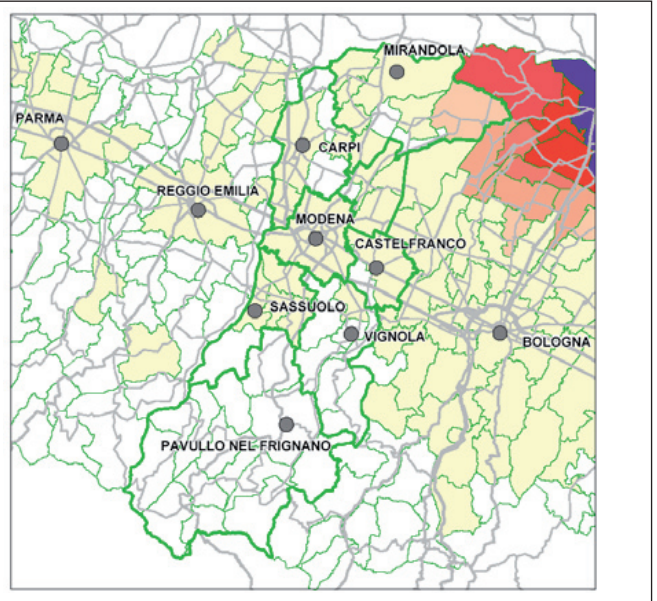 MIRANDOLA
PARMA
CARPI
REGGIO EMILIA
MODENA
CASTELFRANCO
SASSUOLO
VIGNOLA
BOLOGNA
PAVULLO NEL FRIGNANO